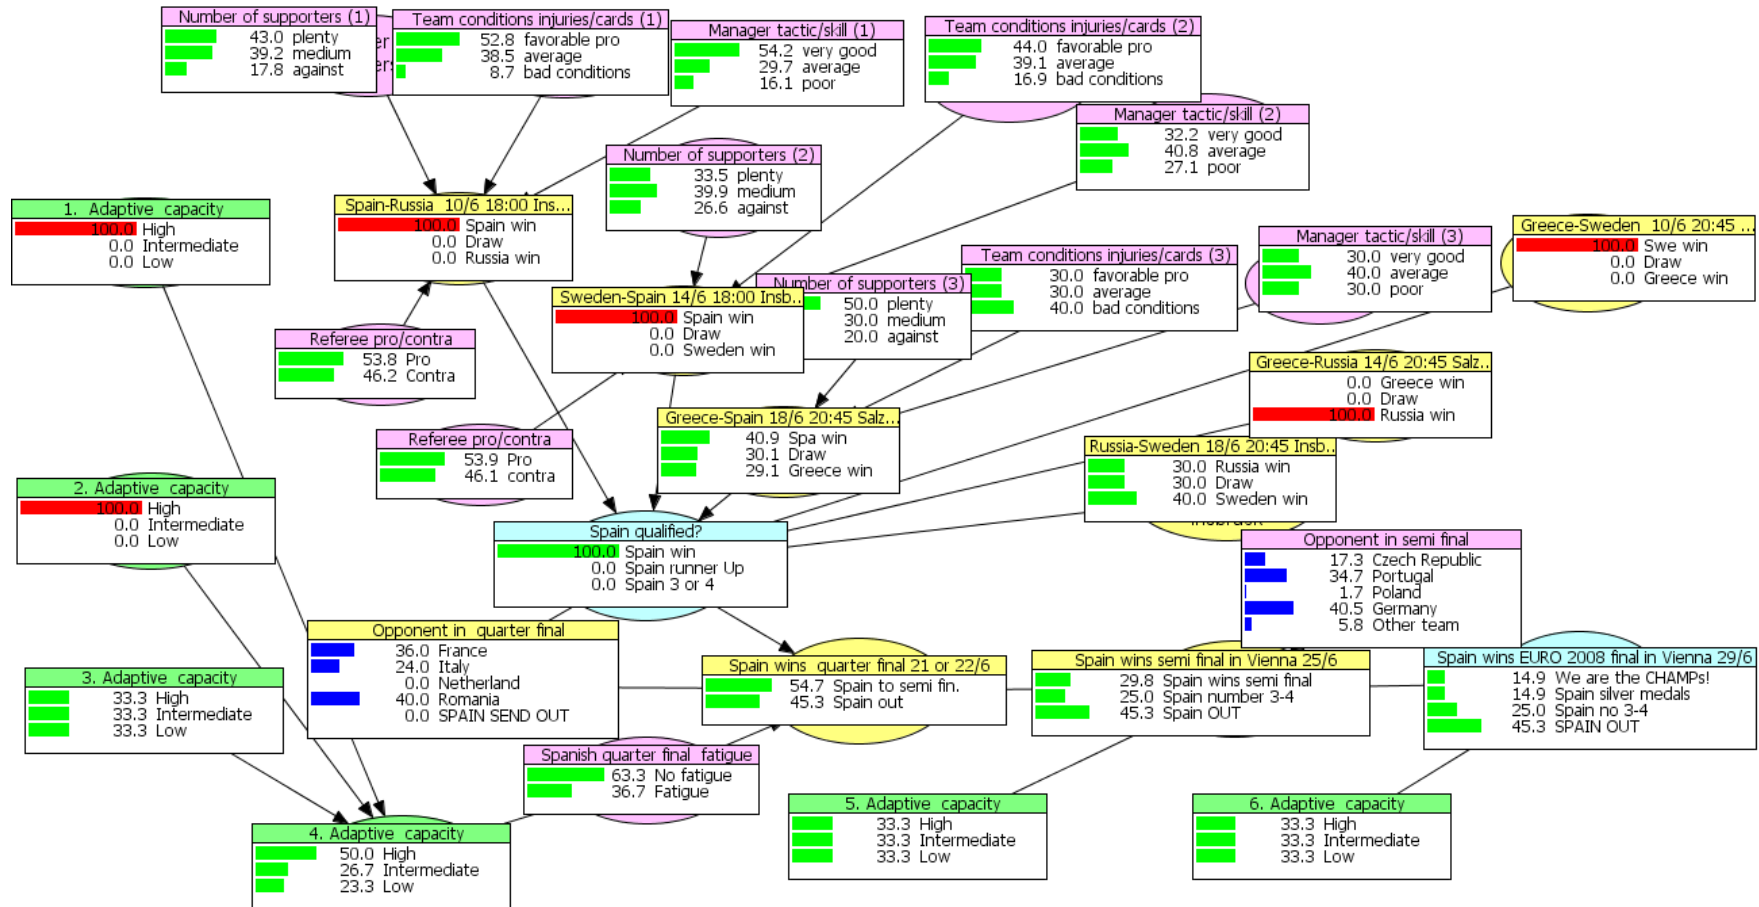 Number of supporters (1)
43.0 plenty
39.2 medium
17.8 against
er
ers
Team conditions injuries/cards (1)
52.8 favorable pro
38.5 average
8.7 bad conditions
Manager tactic/skill (1)
54.2 very good
29.7 average
16.1 poor
Team conditions injuries/cards (2)
44.0 favorable pro
39.1 average
16.9 bad conditions
Manager tactic/skill (2)
32.2 very good
40.8 average
27.1 poor
Number of supporters (2)
33.5 plenty
39.9 medium
26.6 against
1. Adaptive capacity
100.0 High
0.0 Intermediate
0.0 Low
Spain-Russia 10/6 18:00 Ins...
100.0 Spain win
0.0 Draw
0.0 Russia win
Greece-Sweden 10/6 20:45 ...
100.0 Swe win
0.0 Draw
0.0 Greece win
Manager tactic/skill (3)
30.0 very good
40.0 average
30.0 poor
Team conditions injuries/cards (3)
30.0 favorable pro
30.0 average
40.0 bad conditions
Number of supporters (3)
50.0 plenty
30.0 medium
20.0 against
Sweden-Spain 14/6 18:00 Insb..
100.0 Spain win
0.0 Draw
0.0 Sweden win
Referee pro/contra
53.8 Pro
46.2 Contra
Greece-Russia 14/6 20:45 Salz..
0.0 Greece win
0.0 Draw
100.0 Russia win
Greece-Spain 18/6 20:45 Salz...
40.9 Spa win
30.1 Draw
29.1 Greece win
Referee pro/contra
53.9 Pro
46.1 contra
Russia-Sweden 18/6 20:45 Insb..
30.0 Russia win
30.0 Draw
40.0 Sweden win
2. Adaptive capacity
100.0 High
0.0 Intermediate
0.0 Low
Spain qualified?
100.0 Spain win
0.0 Spain runner Up
0.0 Spain 3 or 4
Opponent in semi final
17.3 Czech Republic
34.7 Portugal
1.7 Poland
40.5 Germany
5.8 Other team
Opponent in quarter final
36.0 France
24.0 Italy
0.0 Netherland
40.0 Romania
0.0 SPAIN SEND OUT
3. Adaptive capacity
33.3 High
33.3 Intermediate
33.3 Low
Spain wins quarter final 21 or 22/6
54.7 Spain to semi fin.
45.3 Spain out
Spain wins semi final in Vienna 25/6
29.8 Spain wins semi final
25.0 Spain number 3-4
45.3 Spain OUT
Spain wins EURO 2008 final in Vienna 29/6
14.9 We are the CHAMPs!
14.9 Spain silver medals
25.0 Spain no 3-4
45.3 SPAIN OUT
Spanish quarter final fatigue
63.3 No fatigue
36.7 Fatigue
4. Adaptive capacity
50.0 High
26.7 Intermediate
23.3 Low
5. Adaptive capacity
33.3 High
33.3 Intermediate
33.3 Low
6. Adaptive capacity
33.3 High
33.3 Intermediate
33.3 Low